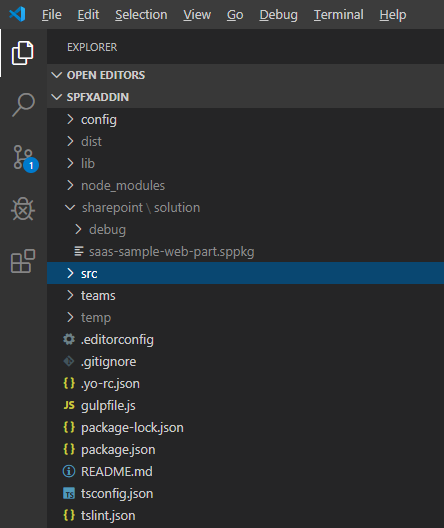 File Edit Selection View Go Debug Terminal Help
EXPLORER
OPEN EDITORS
SPFXADDIN
config
dist
lib
node_modules
sharepoint \ solution
debug
saas-sample-web-part.sppkg
src
teams
temp
.editorconfig
.gitignore
{ } .yo-rc.json
JS gulpfile.js
{ } package-lock.json
{ } package.json
README.md
TS tsconfig.json
{ } tslint.json
1